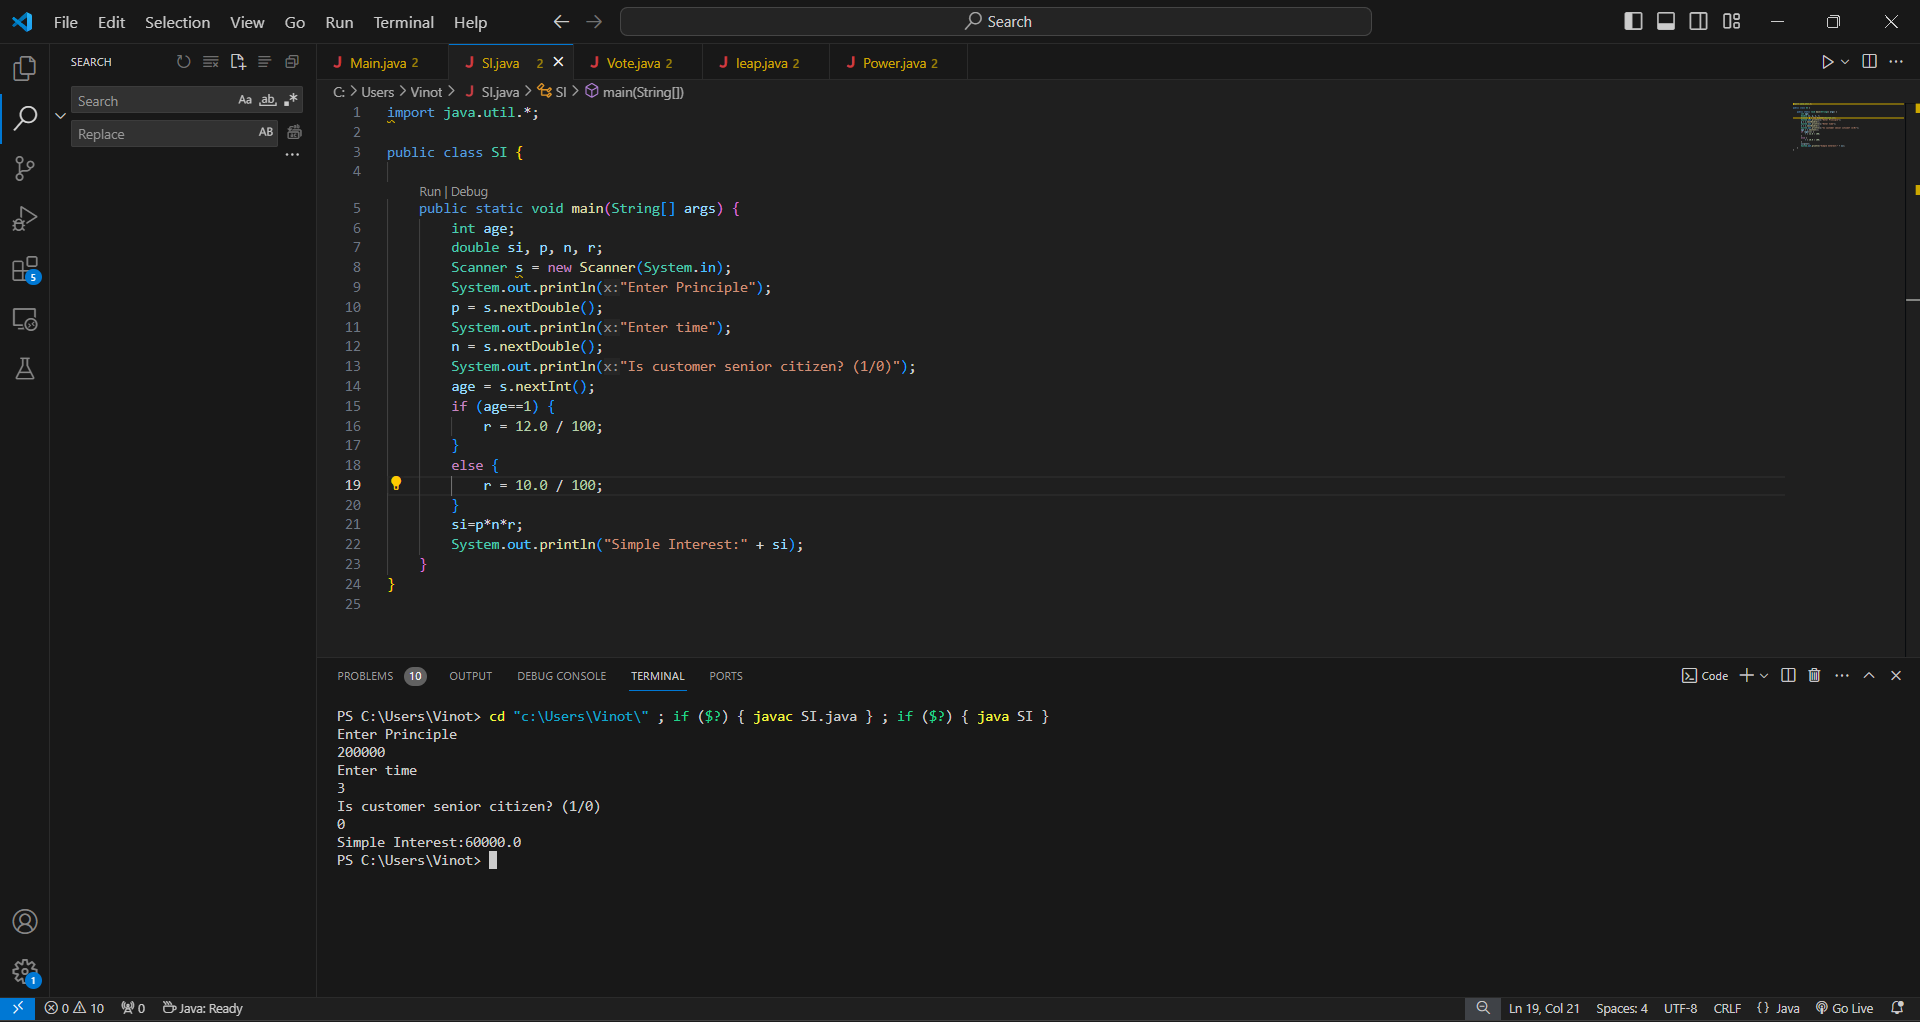 File Edit Selection View Go Run Terminal Help
Search
SEARCH
Search Aa ab
Replace AB
5
1
Main.java 2 SI.java 2 Vote.java 2 leap.java 2 Power.java 2
C: > Users > Vinot > J SI.java > SI > main(String[])
1 import java.util.*;
2
3 public class SI {
4
Run | Debug
5 public static void main(String[] args) {
6 int age;
7 double si, p, n, r;
8 Scanner s = new Scanner(System.in);
9 System.out.println(x:"Enter Principle");
10 p = s.nextDouble();
11 System.out.println(x:"Enter time");
12 n = s.nextDouble();
13 System.out.println(x:"Is customer senior citizen? (1/0)");
14 age = s.nextInt();
15 if (age==1) {
16 r = 12.0 / 100;
17 }
18 else {
19 r = 10.0 / 100;
20 }
21 si=p*n*r;
22 System.out.println("Simple Interest:" + si);
23 }
24 }
25
PROBLEMS 10 OUTPUT DEBUG CONSOLE TERMINAL PORTS
Code
PS C:\Users\Vinot> cd "c:\Users\Vinot\" ; if ($?) { javac SI.java } ; if ($?) { java SI }
Enter Principle
200000
Enter time
3
Is customer senior citizen? (1/0)
0
Simple Interest:60000.0
PS C:\Users\Vinot>
0 10 0 Java: Ready Ln 19, Col 21 Spaces: 4 UTF-8 CRLF {} Java Go Live